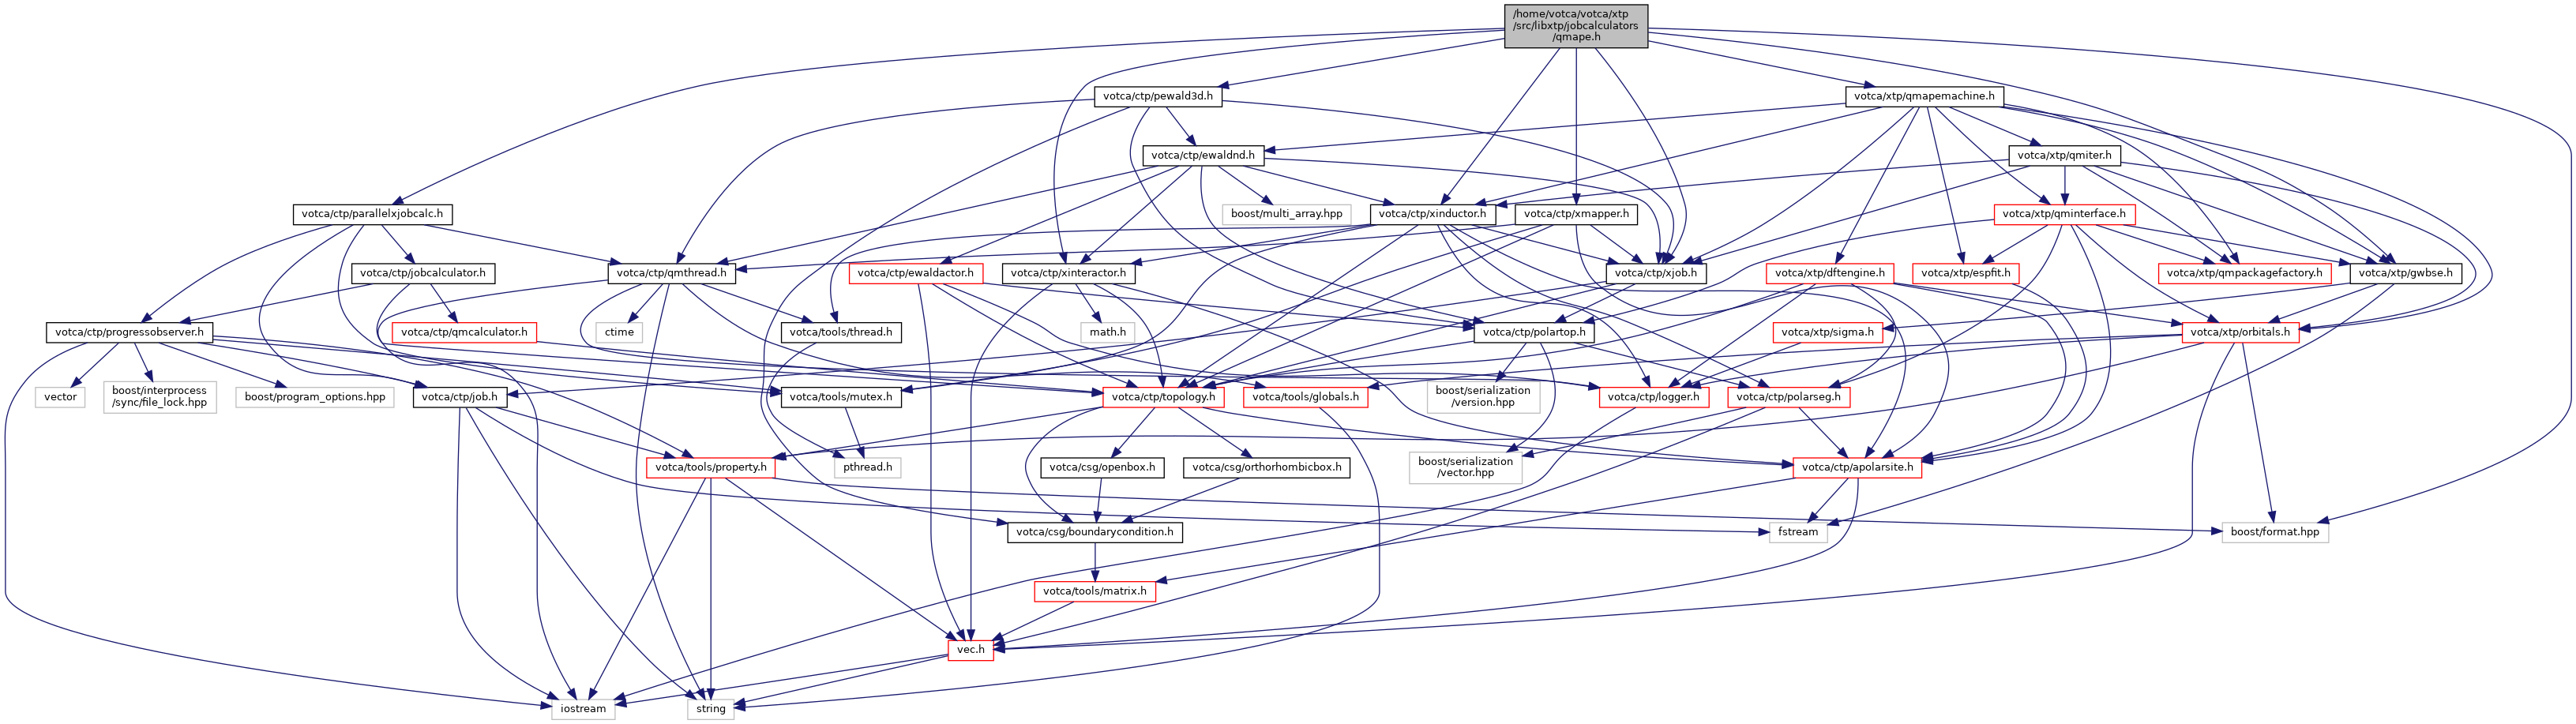 /home/votca/votca/xtp
/src/libxtp/jobcalculators
/qmape.h
votca/ctp/pewald3d.h
votca/xtp/qmapemachine.h
votca/ctp/ewaldnd.h
votca/xtp/qmiter.h
votca/ctp/parallelxjobcalc.h
boost/multi_array.hpp
votca/ctp/xinductor.h
votca/ctp/xmapper.h
votca/xtp/qminterface.h
votca/ctp/jobcalculator.h
votca/ctp/qmthread.h
votca/ctp/ewaldactor.h
votca/ctp/xinteractor.h
votca/ctp/xjob.h
votca/xtp/dftengine.h
votca/xtp/espfit.h
votca/xtp/qmpackagefactory.h
votca/xtp/gwbse.h
votca/ctp/progressobserver.h
votca/ctp/qmcalculator.h
ctime
votca/tools/thread.h
math.h
votca/ctp/polartop.h
votca/xtp/sigma.h
votca/xtp/orbitals.h
vector
boost/interprocess
/sync/file_lock.hpp
boost/program_options.hpp
votca/ctp/job.h
votca/tools/mutex.h
votca/ctp/topology.h
votca/tools/globals.h
boost/serialization
/version.hpp
votca/ctp/logger.h
votca/ctp/polarseg.h
votca/tools/property.h
pthread.h
votca/csg/openbox.h
votca/csg/orthorhombicbox.h
boost/serialization
/vector.hpp
votca/ctp/apolarsite.h
votca/csg/boundarycondition.h
fstream
boost/format.hpp
votca/tools/matrix.h
vec.h
iostream
string